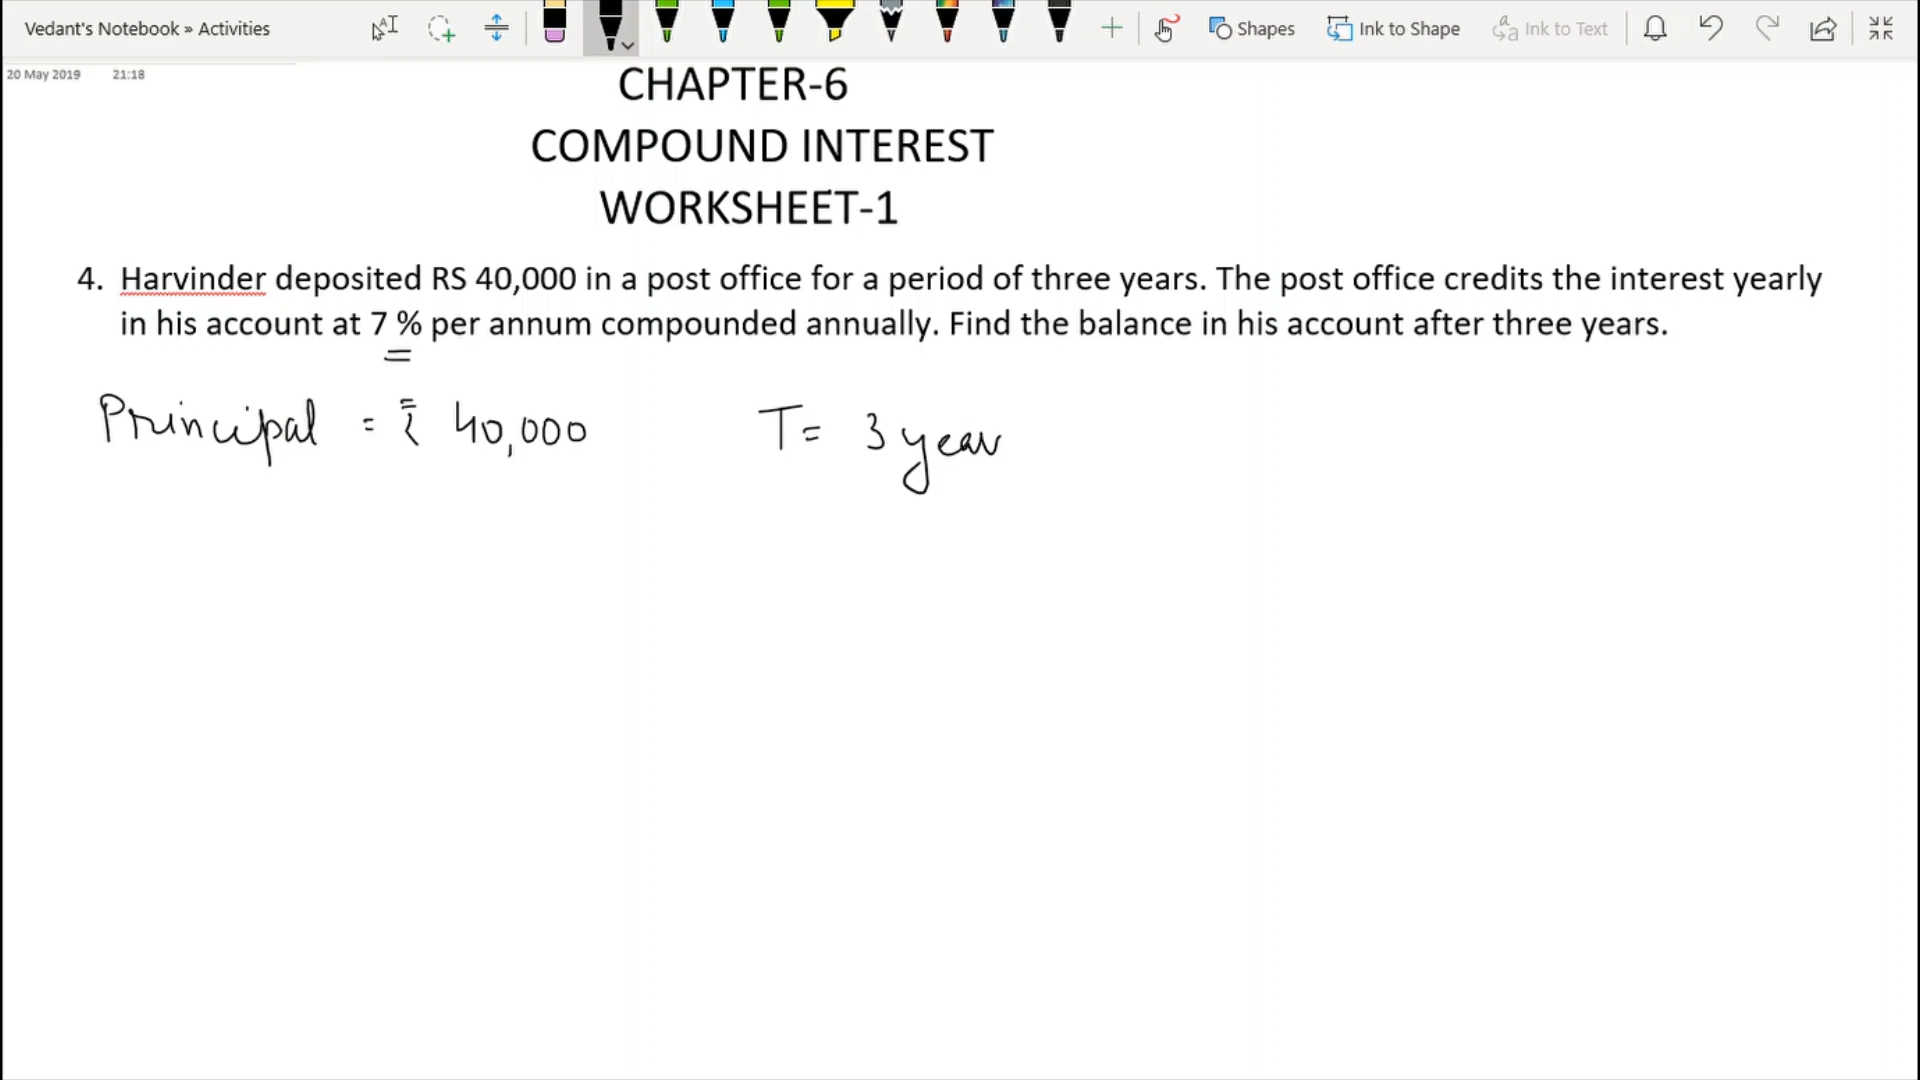 Vedant's Notebook » Activities Shapes Ink to Shape Ink to Text
20 May 2019 21:18
CHAPTER-6
COMPOUND INTEREST
WORKSHEET-1
4. Harvinder deposited RS 40,000 in a post office for a period of three years. The post office credits the interest yearly
in his account at 7 % per annum compounded annually. Find the balance in his account after three years.
Principal = ₹ 40,000 T= 3 year